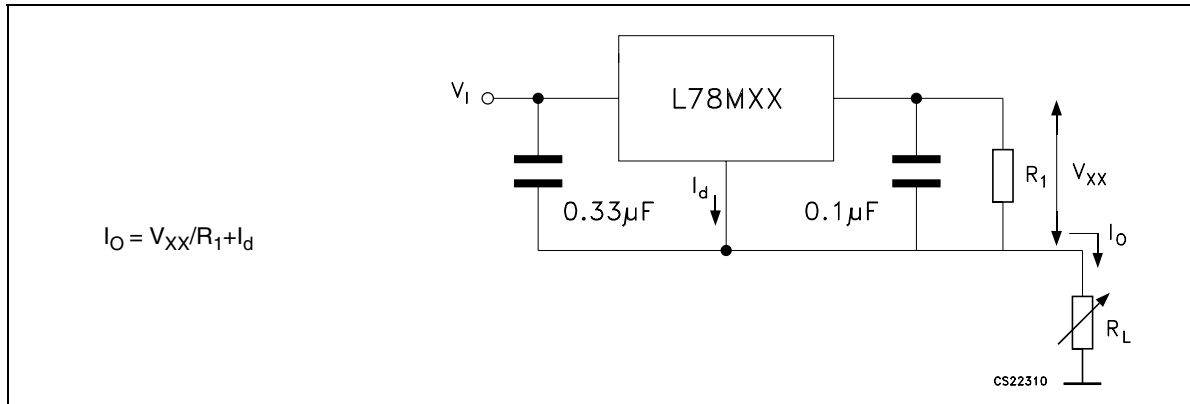 L78MXX
V_I
I_d
0.33µF
0.1µF
R_1
V_XX
I_O = V_XX/R_1+I_d
I_O
R_L
CS22310